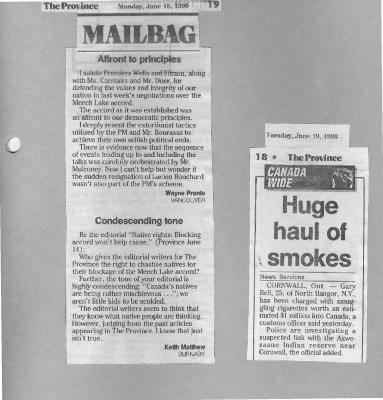 The Province Monday, June 18, 1990 19
MAILBAG
Affront to principles
I salute Premiers Wells and Filmon, along
with Ms. Carstairs and Mr. Doer, for
defending the values and integrity of our
nation in last week's negotiations over the
Meech Lake accord.
The accord as it was established was
an affront to our democratic principles.
I deeply resent the extortionist tactics
utilized by the PM and Mr. Bourassa to
achieve their own selfish political ends.
There is evidence now that the sequence
of events leading up to and including the
talks was carefully orchestrated by Mr.
Mulroney. Now I can't help but wonder if
the sudden resignation of Lucien Bouchard
wasn't also part of the PM's scheme.
Wayne Prante
VANCOUVER
Condescending tone
Re the editorial "Native rights: Blocking
accord won't help cause," (Province June
14):
Who gives the editorial writers for The
Province the right to chastise natives for
their blockage of the Meech Lake accord?
Further, the tone of your editorial is
highly condescending: "Canada's natives
are being rather mischievous . . ."; we
aren't little kids to be scolded.
The editorial writers seem to think that
they know what native people are thinking.
However, judging from the past articles
appearing in The Province, I know that just
isn't true.
Keith Matthew
BURNABY
Tuesday, June 19, 1990
18 ★ The Province
CANADA
WIDE
Huge
haul of
smokes
News Services
CORNWALL, Ont. — Gary
Bell, 25, of North Bangor, N.Y.,
has been charged with smug-
gling cigarettes worth an esti-
mated $1 million into Canada, a
customs officer said yesterday.
Police are investigating a
suspected link with the Akwe-
sasne Indian reserve near
Cornwall, the official added.